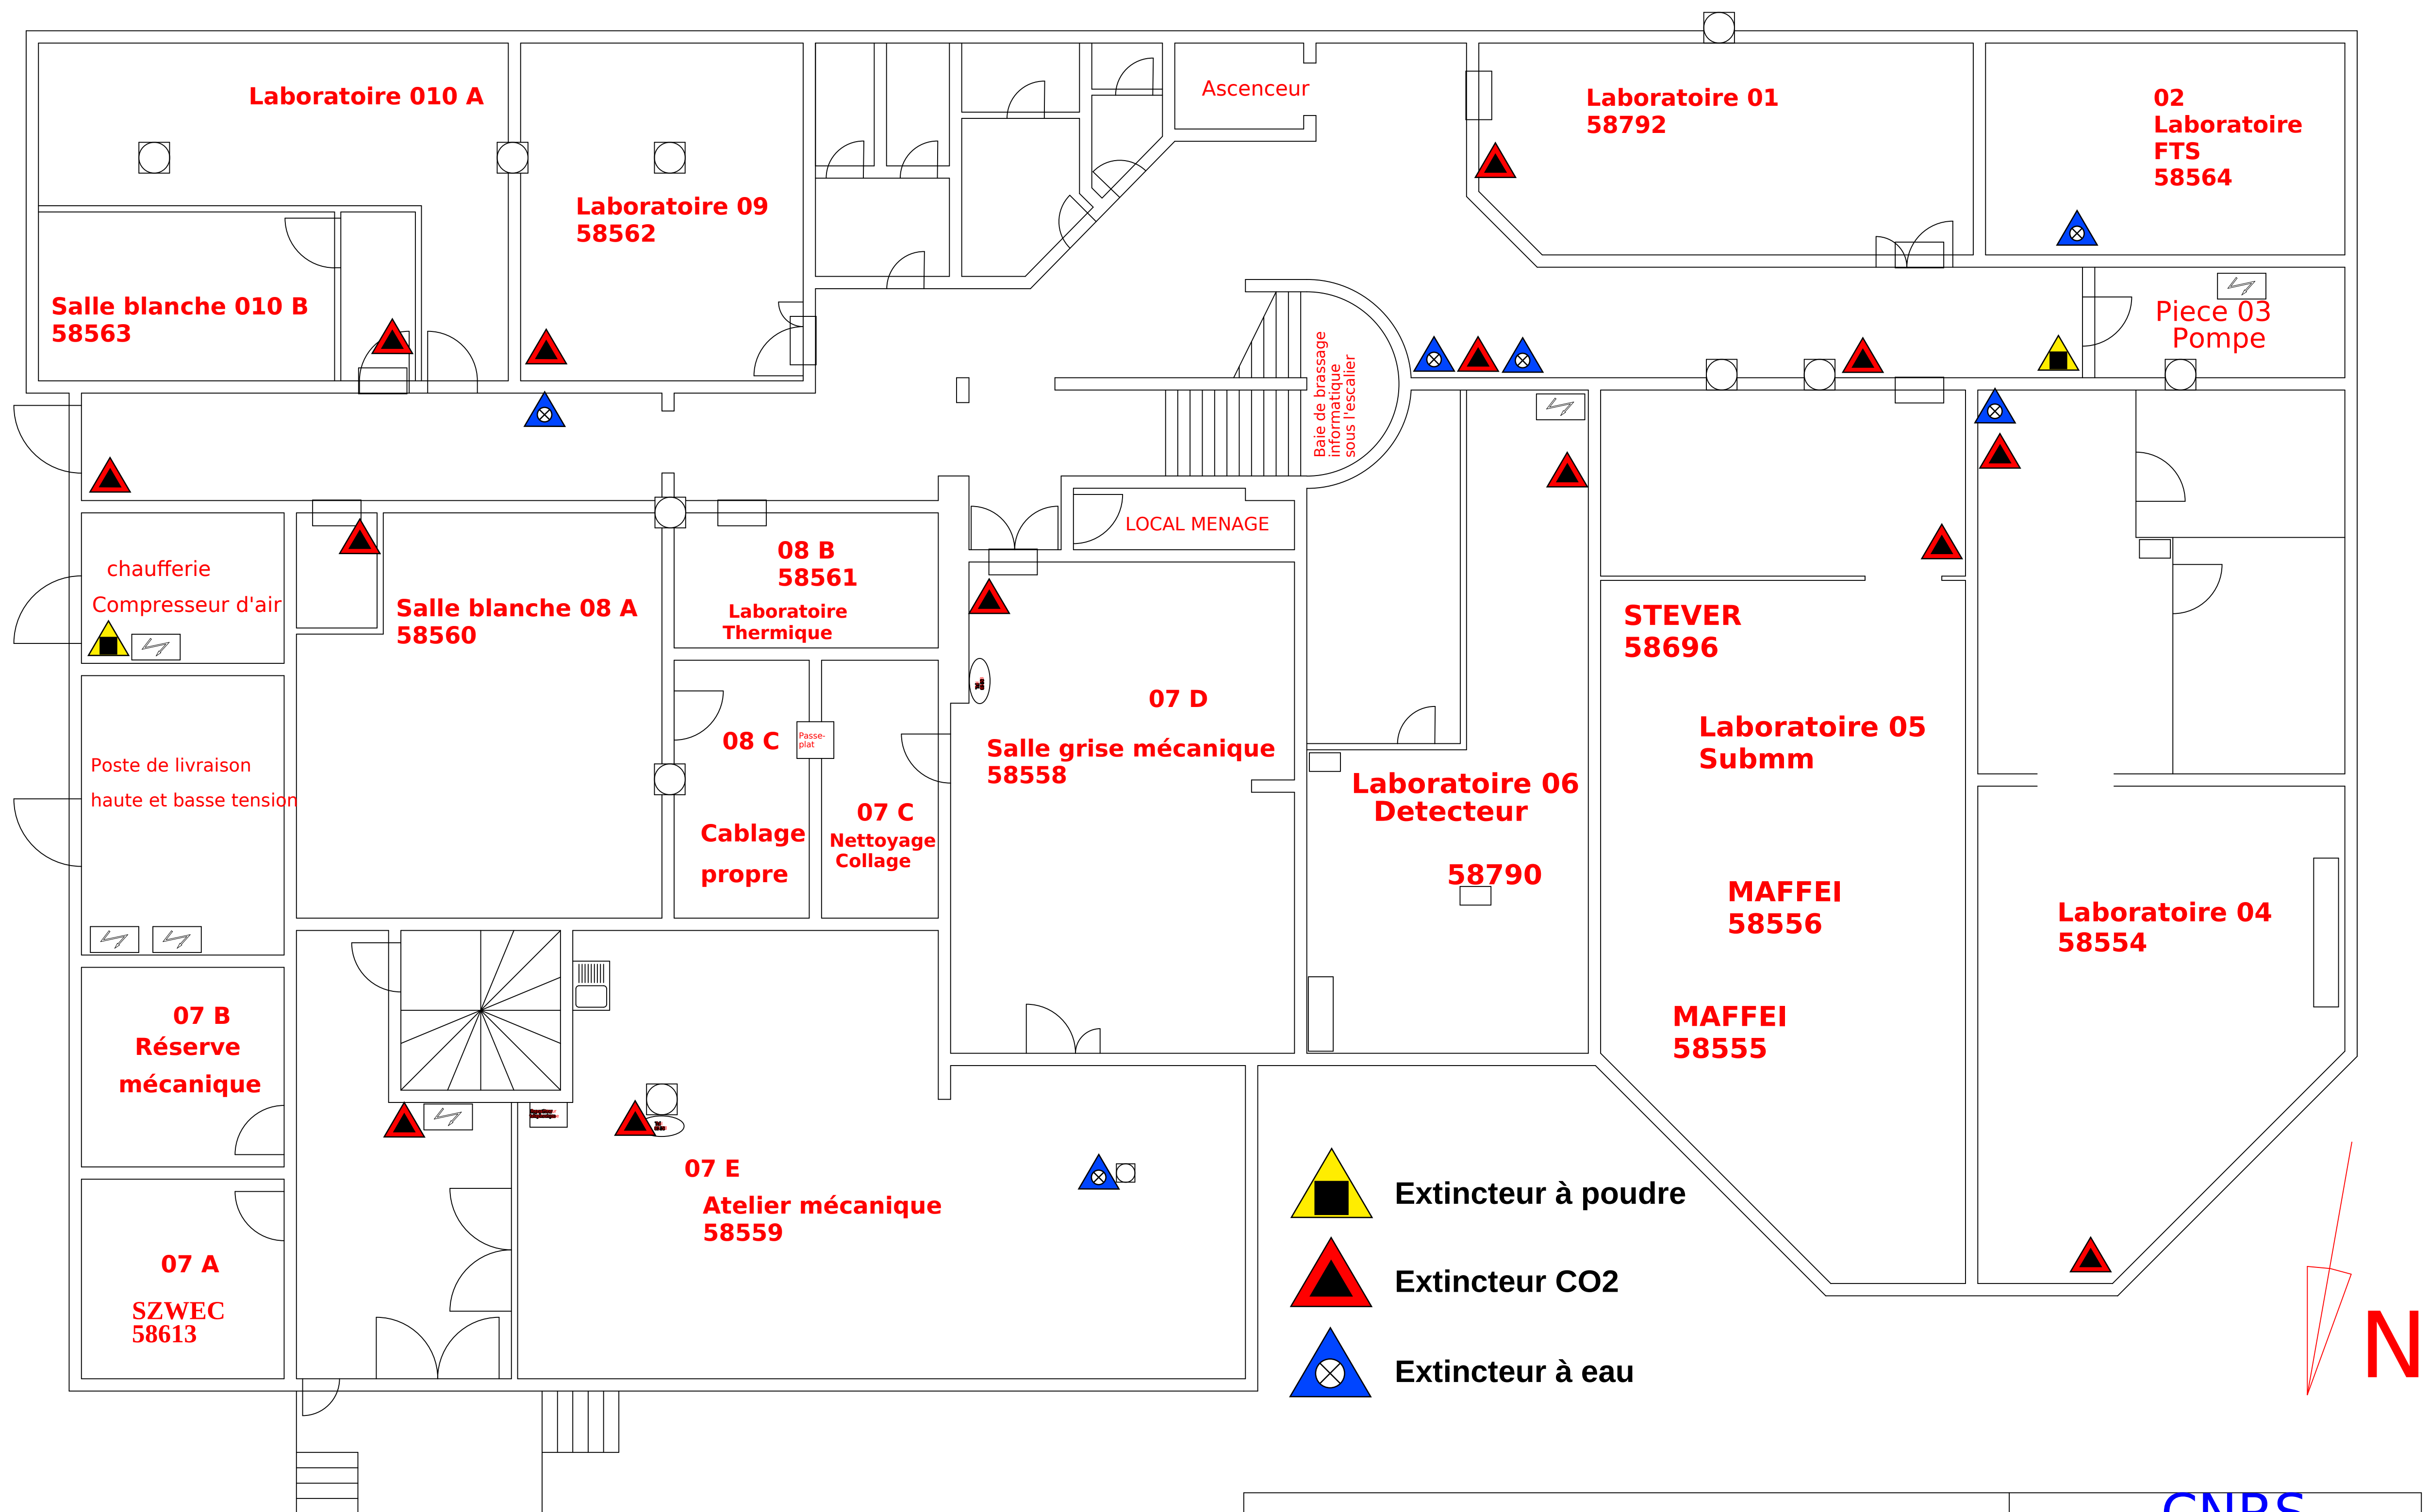 Laboratoire 010 A
Ascenceur
Laboratoire 01
58792
02
Laboratoire
FTS
58564
Laboratoire 09
58562
Salle blanche 010 B
58563
Piece 03
Pompe
Baie de brassage
informatique
sous l'escalier
LOCAL MENAGE
chaufferie
Compresseur d'air
Salle blanche 08 A
58560
08 B
58561
Laboratoire
Thermique
STEVER
58696
07 D
Salle grise mécanique
58558
08 C
Passe-
plat
Laboratoire 05
Submm
Poste de livraison
haute et basse tension
Laboratoire 06
Detecteur
58790
07 C
Nettoyage
Collage
Cablage
propre
MAFFEI
58556
Laboratoire 04
58554
07 B
Réserve
mécanique
MAFFEI
58555
07 E
Atelier mécanique
58559
07 A
SZWEC
58613
Extincteur à poudre
Extincteur CO2
Extincteur à eau
N
CNRS